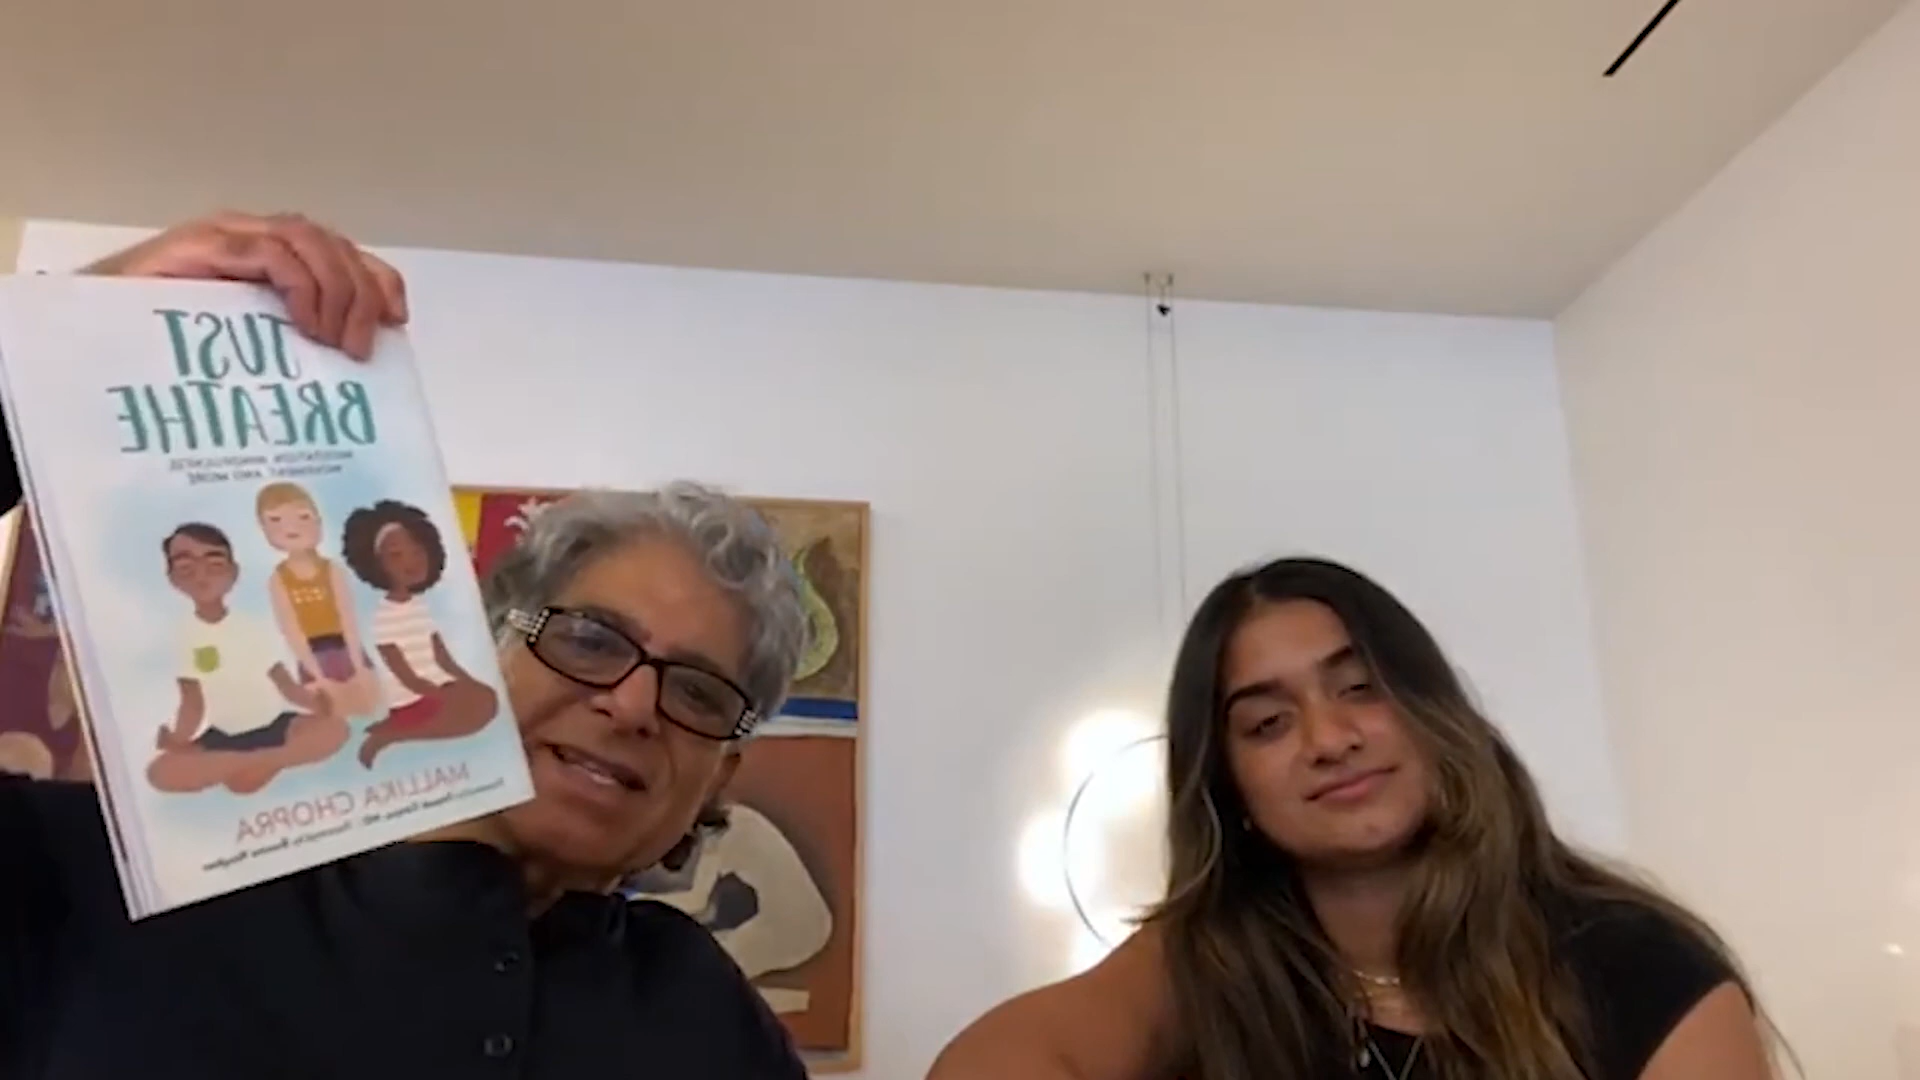 JUST
BREATHE
MEDITATION, MINDFULNESS,
MOVEMENT, AND MORE
MALLIKA CHOPRA